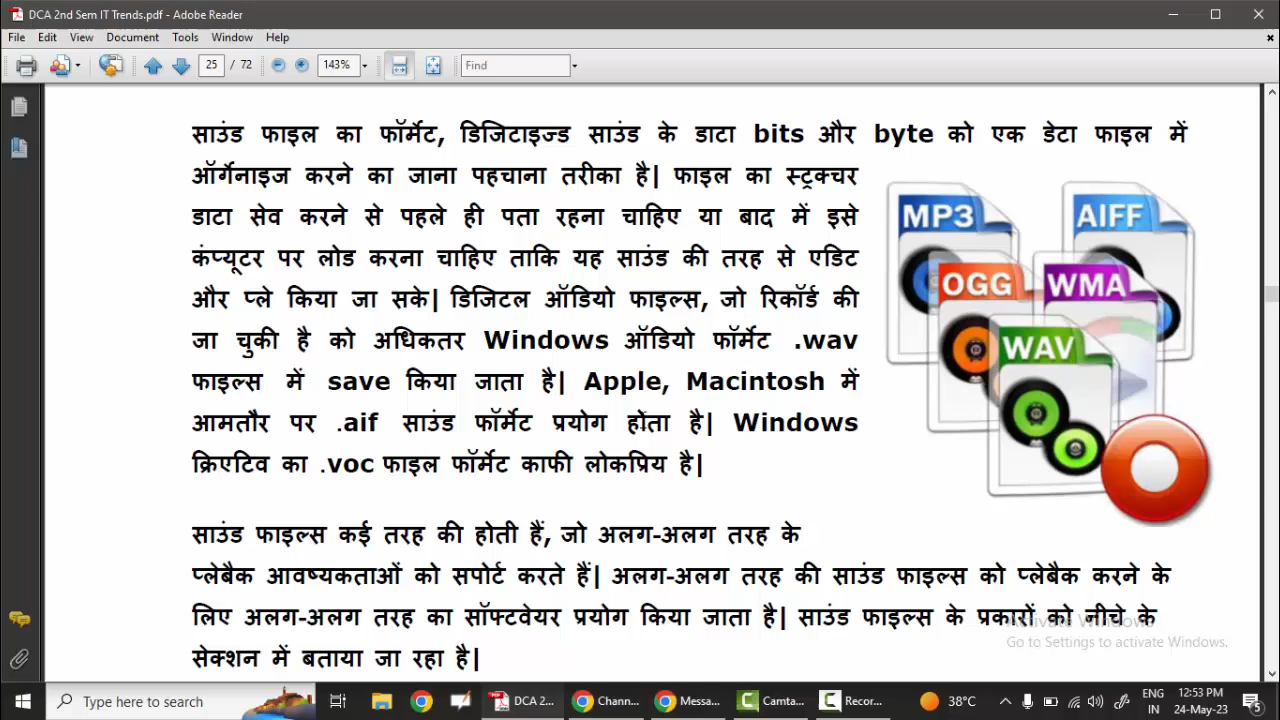 DCA 2nd Sem IT Trends.pdf - Adobe Reader
File Edit View Document Tools Window Help
25 / 72 143% Find
साउंड फाइल का फॉर्मेट, डिजिटाइज्ड साउंड के डाटा bits और byte को एक डेटा फाइल में
ऑर्गेनाइज करने का जाना पहचाना तरीका है| फाइल का स्ट्रक्चर
डाटा सेव करने से पहले ही पता रहना चाहिए या बाद में इसे
कंप्यूटर पर लोड करना चाहिए ताकि यह साउंड की तरह से एडिट
और प्ले किया जा सके| डिजिटल ऑडियो फाइल्स, जो रिकॉर्ड की
जा चुकी है को अधिकतर Windows ऑडियो फॉर्मेट .wav
फाइल्स में save किया जाता है| Apple, Macintosh में
आमतौर पर .aif साउंड फॉर्मेट प्रयोग होता है| Windows
क्रिएटिव का .voc फाइल फॉर्मेट काफी लोकप्रिय है|
MP3 AIFF
OGG WMA
WAV
साउंड फाइल्स कई तरह की होती हैं, जो अलग-अलग तरह के
प्लेबैक आवष्यकताओं को सपोर्ट करते हैं| अलग-अलग तरह की साउंड फाइल्स को प्लेबैक करने के
लिए अलग-अलग तरह का सॉफ्टवेयर प्रयोग किया जाता है| साउंड फाइल्स के प्रकारों को नीचे के
सेक्शन में बताया जा रहा है|
Activate Windows
Go to Settings to activate Windows.
Type here to search DCA 2... Chann... Messa... Camta... Recor... 38°C ENG 12:53 PM
IN 24-May-23 5